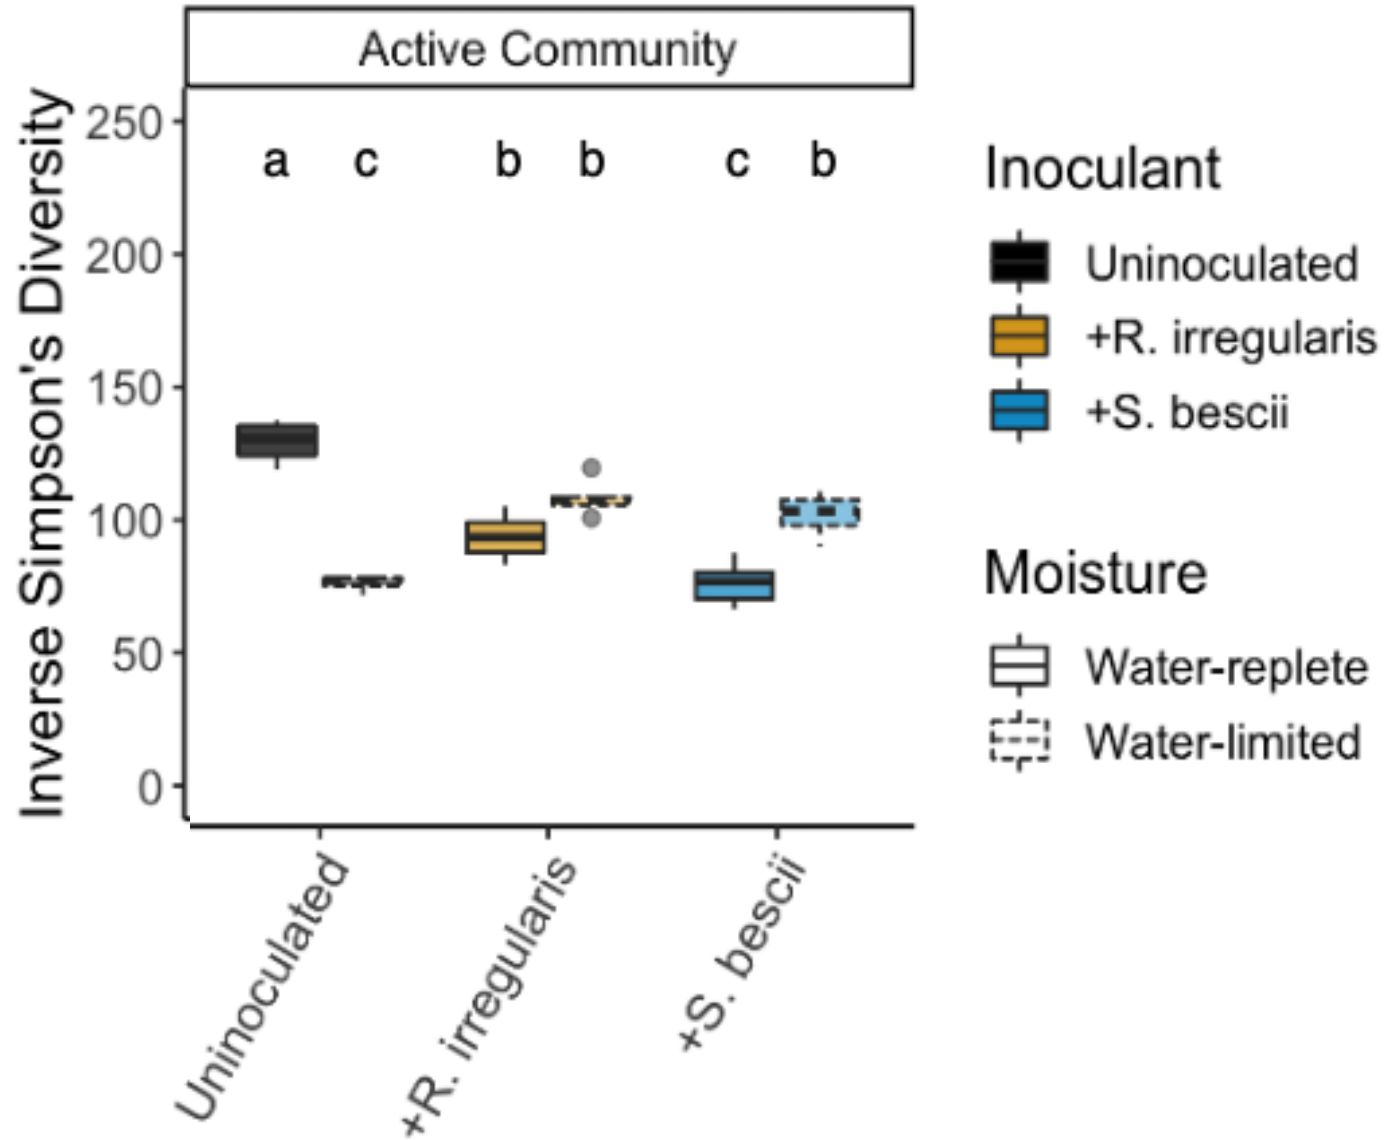 Active Community
Inverse Simpson's Diversity
250
200
150
100
50
0
a c b b c b
Uninoculated
+R. irregularis
+S. bescii
Inoculant
Uninoculated
+R. irregularis
+S. bescii
Moisture
Water-replete
Water-limited